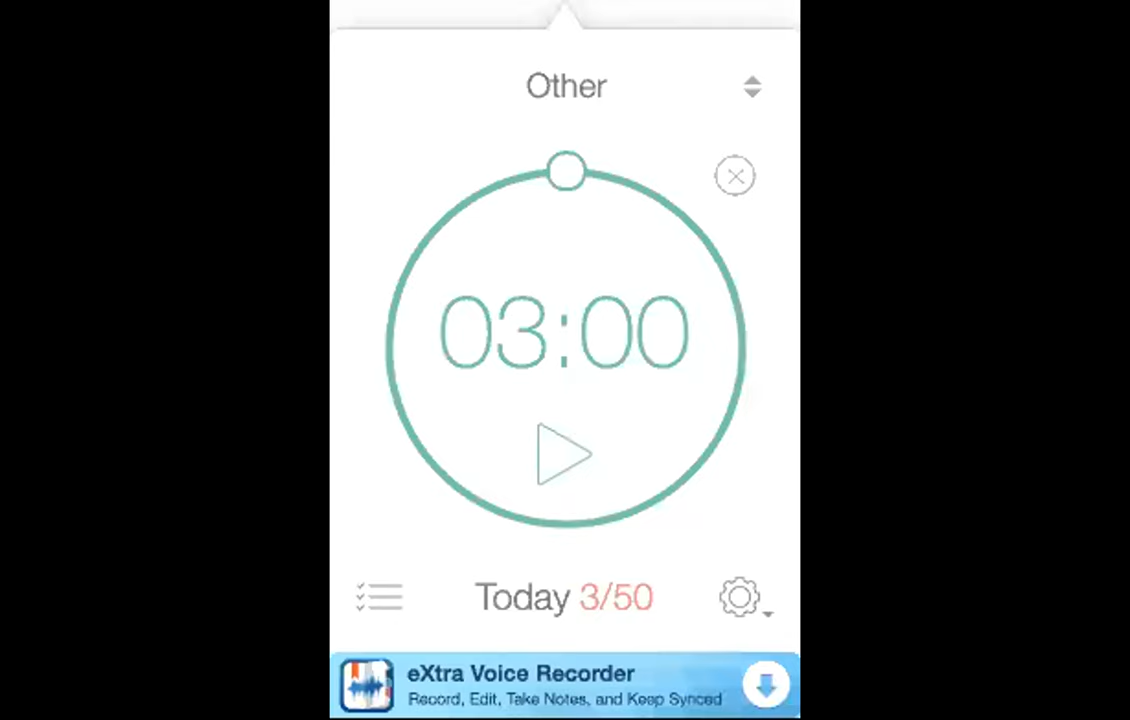 Other
03:00
Today 3/50
eXtra Voice Recorder
Record, Edit, Take Notes, and Keep Synced